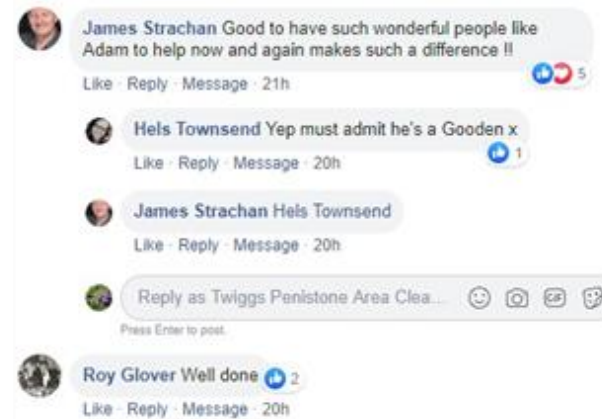 James Strachan Good to have such wonderful people like
Adam to help now and again makes such a difference !!
5
Like · Reply · Message · 21h
Hels Townsend Yep must admit he's a Gooden x
1
Like · Reply · Message · 20h
James Strachan Hels Townsend
Like · Reply · Message · 20h
Reply as Twiggs Penistone Area Clea...
GIF
Press Enter to post.
Roy Glover Well done
2
Like · Reply · Message · 20h